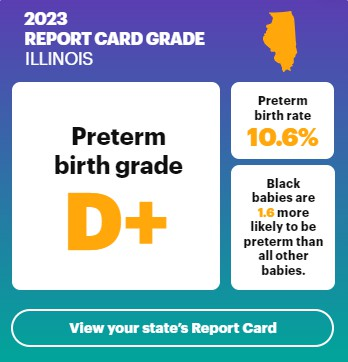 2023
REPORT CARD GRADE
ILLINOIS
Preterm
birth grade
D+
Preterm
birth rate
10.6%
Black
babies are
1.6 more
likely to be
preterm than
all other
babies.
View your state's Report Card